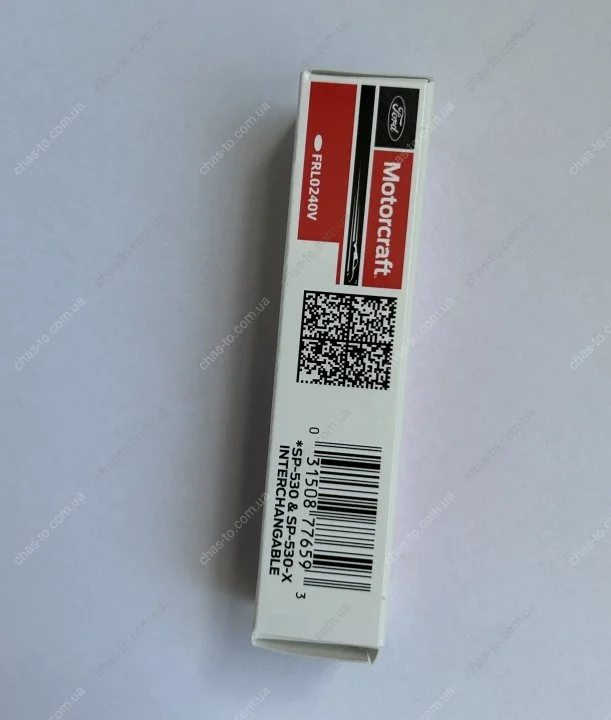 Ford
Motorcraft
FRL0240V
0 31508 77659 3
*SP-530 & SP-530-X
INTERCHANGABLE
chas-to.com.ua